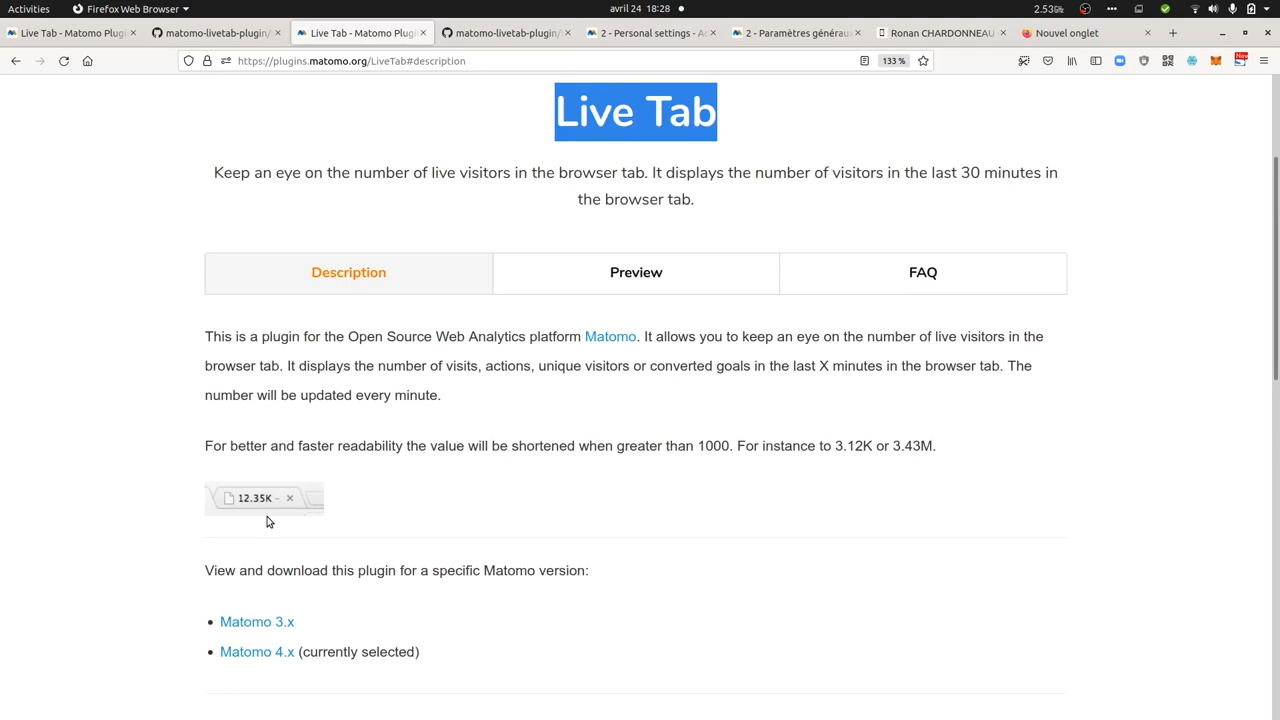 Activities
Firefox Web Browser
avril 24 18:28
2.53
Live Tab - Matomo Plugin
matomo-livetab-plugin/
Live Tab - Matomo Plugin
matomo-livetab-plugin/
2 - Personal settings - Ac
2 - Paramètres généraux
Ronan CHARDONNEAU
Nouvel onglet
https://plugins.matomo.org/LiveTab#description
133 %
New
Live Tab
Keep an eye on the number of live visitors in the browser tab. It displays the number of visitors in the last 30 minutes in
the browser tab.
Description
Preview
FAQ
This is a plugin for the Open Source Web Analytics platform Matomo. It allows you to keep an eye on the number of live visitors in the
browser tab. It displays the number of visits, actions, unique visitors or converted goals in the last X minutes in the browser tab. The
number will be updated every minute.
For better and faster readability the value will be shortened when greater than 1000. For instance to 3.12K or 3.43M.
12.35K -
View and download this plugin for a specific Matomo version:
• Matomo 3.x
• Matomo 4.x (currently selected)